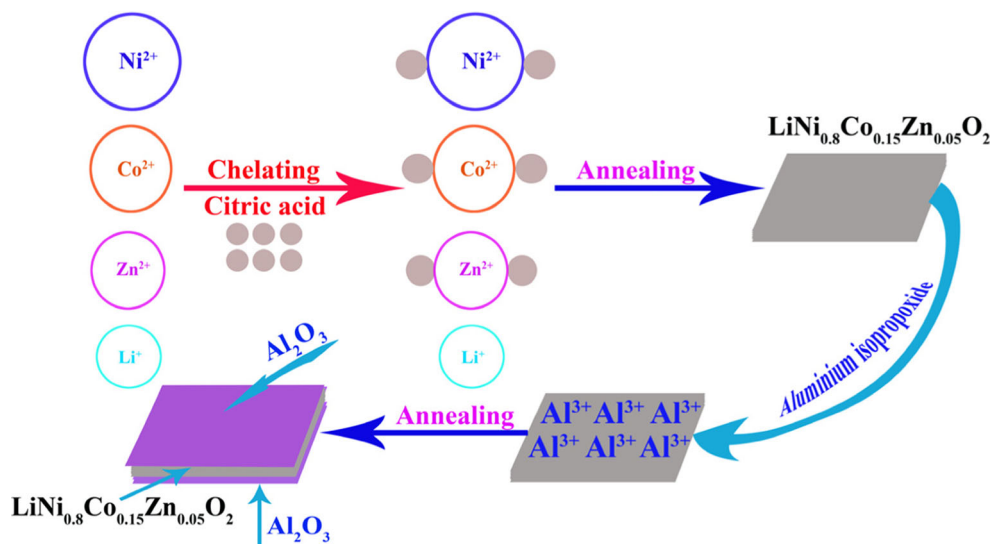 Ni²⁺
Ni²⁺
LiNi₀.₈Co₀.₁₅Zn₀.₀₅O₂
Co²⁺
Chelating
Citric acid
Co²⁺
Annealing
Zn²⁺
Zn²⁺
Aluminium isopropoxide
Li⁺
Al₂O₃
Li⁺
Annealing
Al³⁺ Al³⁺ Al³⁺
Al³⁺ Al³⁺ Al³⁺
LiNi₀.₈Co₀.₁₅Zn₀.₀₅O₂
Al₂O₃